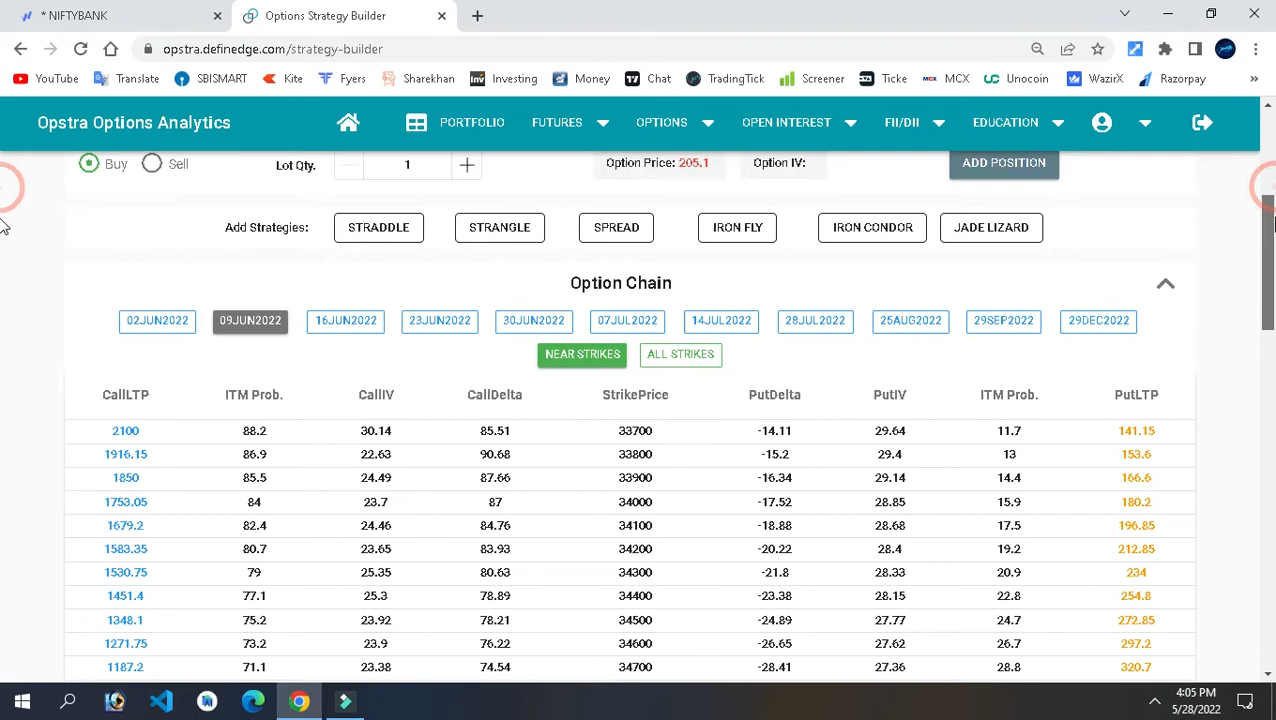 * NIFTYBANK
Options Strategy Builder
opstra.definedge.com/strategy-builder
YouTube Translate SBISMART Kite Fyers Sharekhan Investing Money Chat TradingTick Screener Ticke MCX Unocoin WazirX Razorpay »
Opstra Options Analytics PORTFOLIO FUTURES OPTIONS OPEN INTEREST FII/DII EDUCATION
Buy Sell Lot Qty. 1 Option Price: 205.1 Option IV: ADD POSITION
Add Strategies: STRADDLE STRANGLE SPREAD IRON FLY IRON CONDOR JADE LIZARD
Option Chain
02JUN2022 09JUN2022 16JUN2022 23JUN2022 30JUN2022 07JUL2022 14JUL2022 28JUL2022 25AUG2022 29SEP2022 29DEC2022
NEAR STRIKES ALL STRIKES
CallLTP ITM Prob. CallIV CallDelta StrikePrice PutDelta PutIV ITM Prob. PutLTP
2100 88.2 30.14 85.51 33700 -14.11 29.64 11.7 141.15
1916.15 86.9 22.63 90.68 33800 -15.2 29.4 13 153.6
1850 85.5 24.49 87.66 33900 -16.34 29.14 14.4 166.6
1753.05 84 23.7 87 34000 -17.52 28.85 15.9 180.2
1679.2 82.4 24.46 84.76 34100 -18.88 28.68 17.5 196.85
1583.35 80.7 23.65 83.93 34200 -20.22 28.4 19.2 212.85
1530.75 79 25.35 80.63 34300 -21.8 28.33 20.9 234
1451.4 77.1 25.3 78.89 34400 -23.38 28.15 22.8 254.8
1348.1 75.2 23.92 78.21 34500 -24.89 27.77 24.7 272.85
1271.75 73.2 23.9 76.22 34600 -26.65 27.62 26.7 297.2
1187.2 71.1 23.38 74.54 34700 -28.41 27.36 28.8 320.7
4:05 PM
5/28/2022